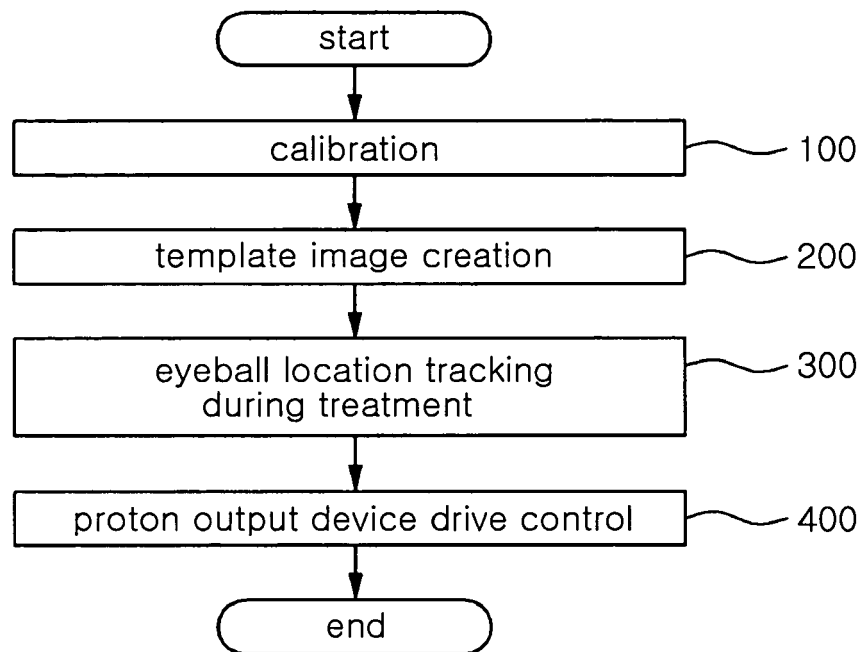 start
calibration
100
template image creation
200
eyeball location tracking
during treatment
300
proton output device drive control
400
end